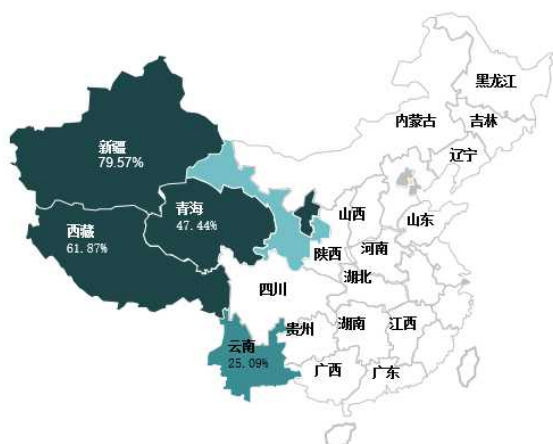 黑龙江
内蒙古
吉林
辽宁
新疆
79.57%
青海
47.44%
山西
山东
西藏
61.87%
陕西
河南
四川
湖北
贵州
湖南
江西
云南
25.09%
广西
广东